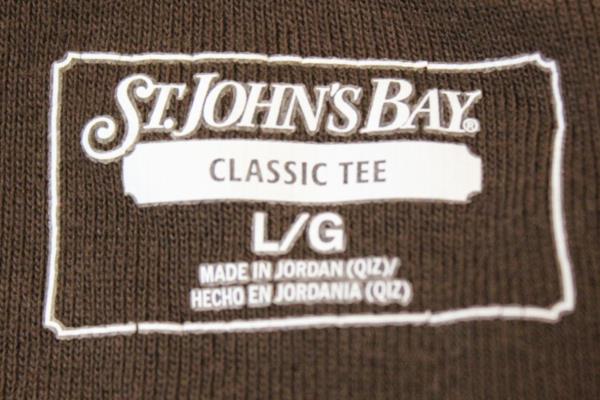 ST. JOHN'S BAY®
CLASSIC TEE
L/G
MADE IN JORDAN (QIZ)/
HECHO EN JORDANIA (QIZ)